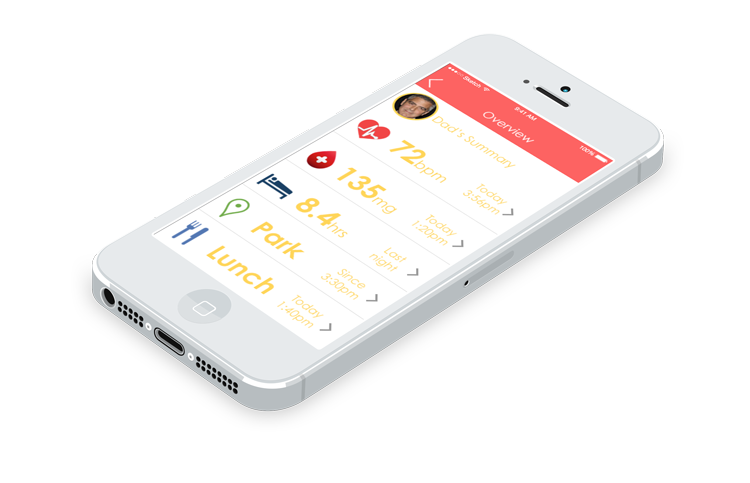 Sketch
9:41 AM
100%
Overview
Dad's Summary
72bpm
Today
3:54pm
135mg
Today
1:20pm
8.4hrs
Last
night
Park
Since
3:30pm
Lunch
Today
1:40pm